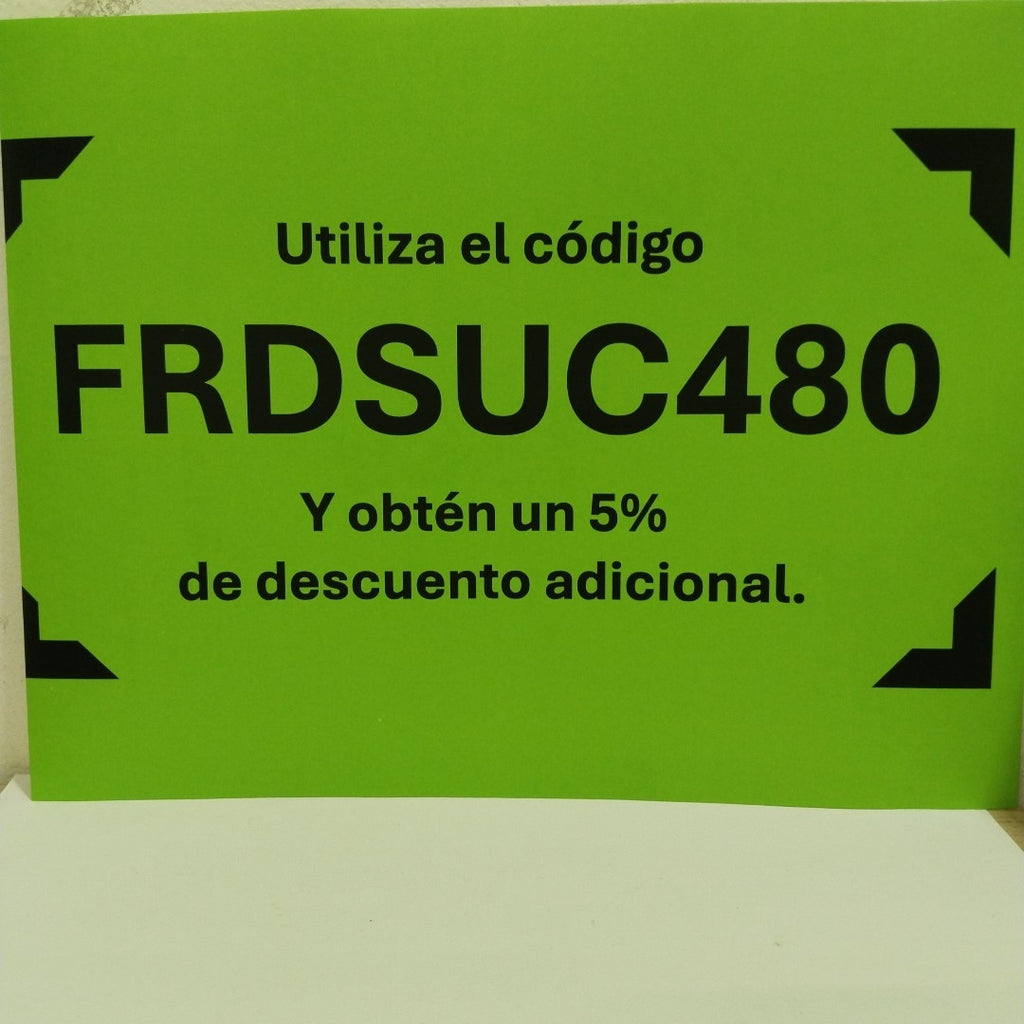 Utiliza el código
FRDSUC480
Y obtén un 5%
de descuento adicional.